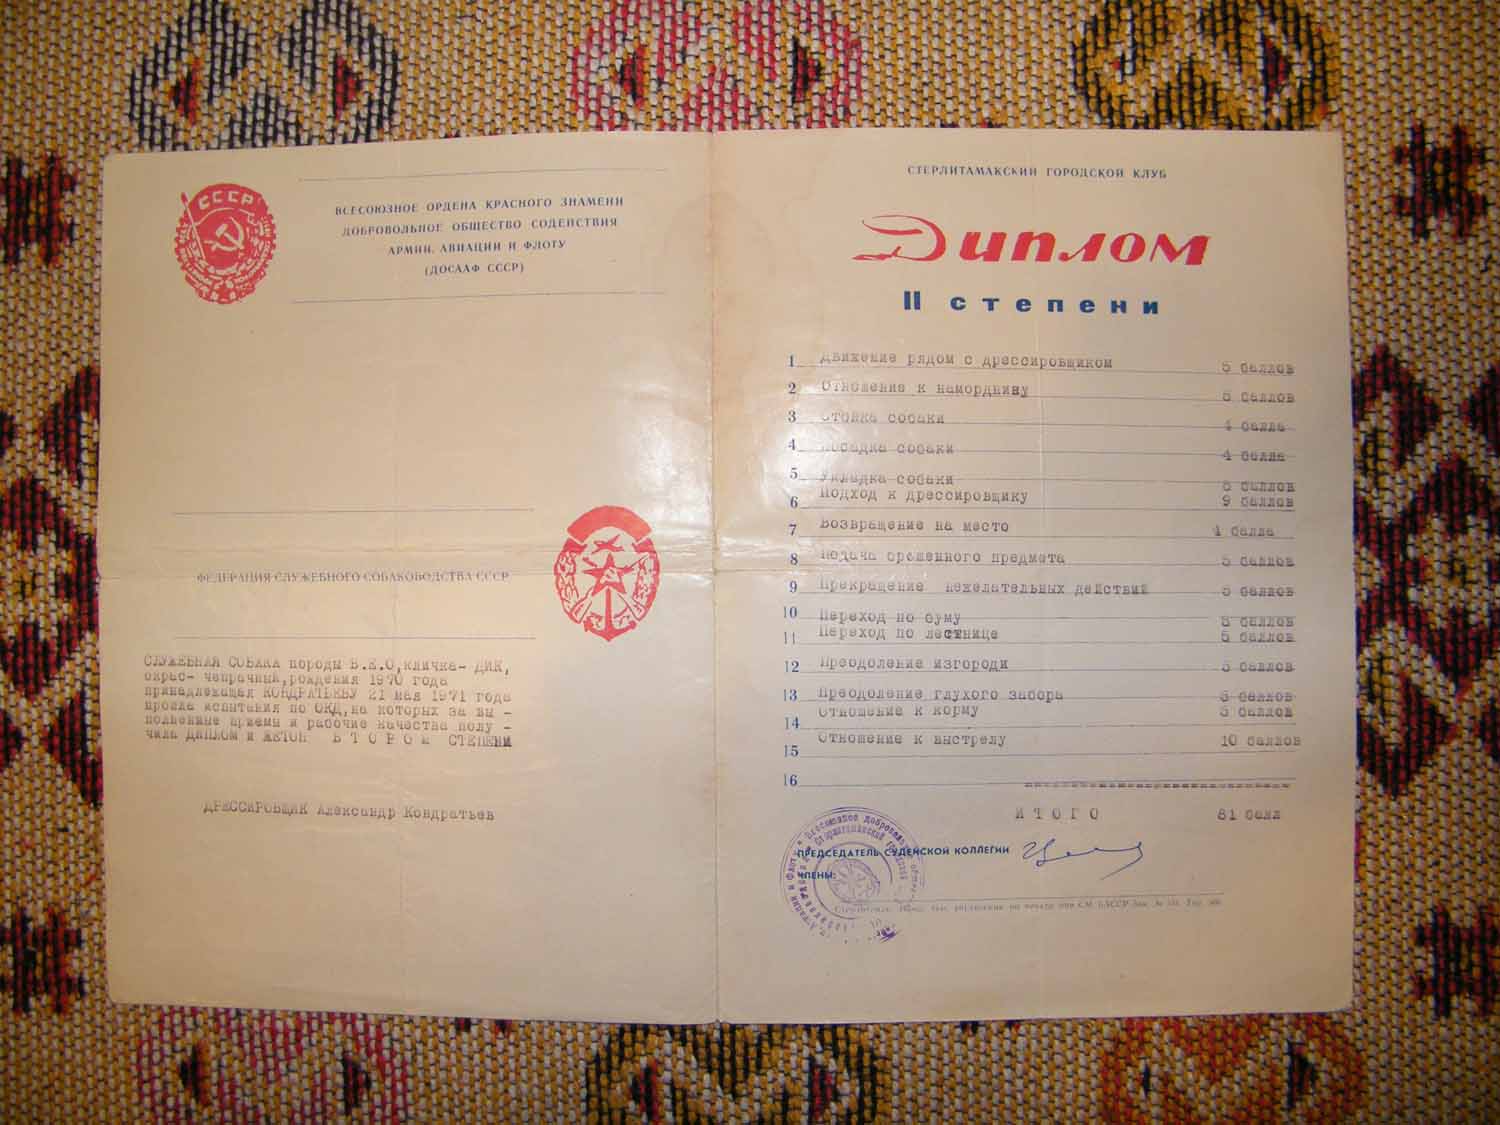 СССР
ВСЕСОЮЗНОЕ ОРДЕНА КРАСНОГО ЗНАМЕНИ
ДОБРОВОЛЬНОЕ ОБЩЕСТВО СОДЕЙСТВИЯ
АРМИИ, АВИАЦИИ И ФЛОТУ
(ДОСААФ СССР)
ФЕДЕРАЦИЯ СЛУЖЕБНОГО СОБАКОВОДСТВА СССР
СЛУЖЕБНАЯ СОБАКА породы В.Е.О,кличка- ДИК,
окрас- чепрачный,рождения 1970 года
принадлежащая КОНДРАТЬЕВУ 21 мая 1971 года
прошла испытания по ОКД,на которых за вы -
полненные приемы и рабочие качества полу -
чила ДИПЛОМ и ЖЕТОН В Т О Р О Й СТЕПЕНИ
ДРЕССИРОВЩИК Александр Кондратьев
СТЕРЛИТАМАКСКИЙ ГОРОДСКОЙ КЛУБ
Диплом
II степени
1 Движение рядом с дрессировщиком 5 баллов
2 Отношение к наморднику 5 баллов
3 Стойка собаки 4 балла
4 Посадка собаки 4 балла
5 Укладка собаки баллов
6 Подход к дрессировщику 9 баллов
7 Возвращение на место 4 балла
8 Подача брошенного предмета 5 баллов
9 Прекращение нежелательных действий 5 баллов
10 Переход по буму 5 баллов
11 Переход по лестнице 5 баллов
12 Преодоление изгороди 5 баллов
13 Преодоление глухого забора 5 баллов
14 Отношение к корму 5 баллов
15 Отношение к выстрелу 10 баллов
16
И Т О Г О 81 балл
ПРЕДСЕДАТЕЛЬ СУДЕЙСКОЙ КОЛЛЕГИИ
ЧЛЕНЫ: